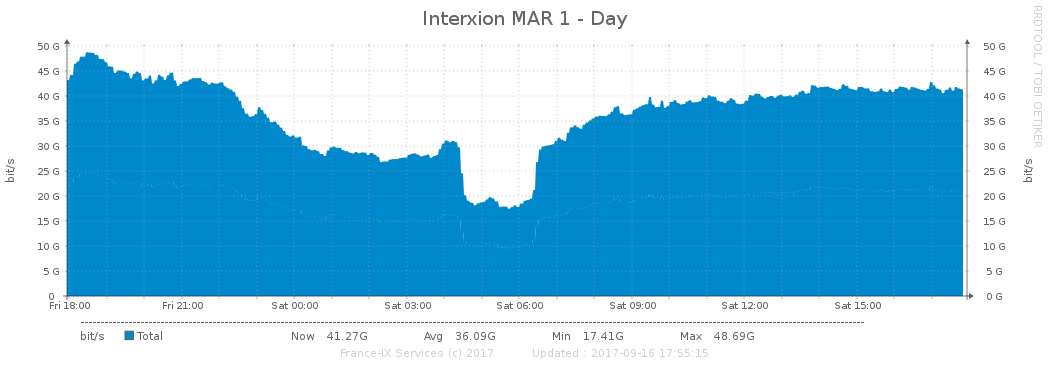 Interxion MAR 1 - Day
RRDTOOL / TOBI OETIKER
50 G 50 G
45 G 45 G
40 G 40 G
35 G 35 G
30 G 30 G
25 G 25 G
20 G 20 G
15 G 15 G
10 G 10 G
5 G 5 G
0 0 G
bit/s
bit/s
Fri 18:00 Fri 21:00 Sat 00:00 Sat 03:00 Sat 06:00 Sat 09:00 Sat 12:00 Sat 15:00
bit/s Total Now 41.27G Avg 36.09G Min 17.41G Max 48.69G
France-IX Services (c) 2017 Updated : 2017-09-16 17:55:15